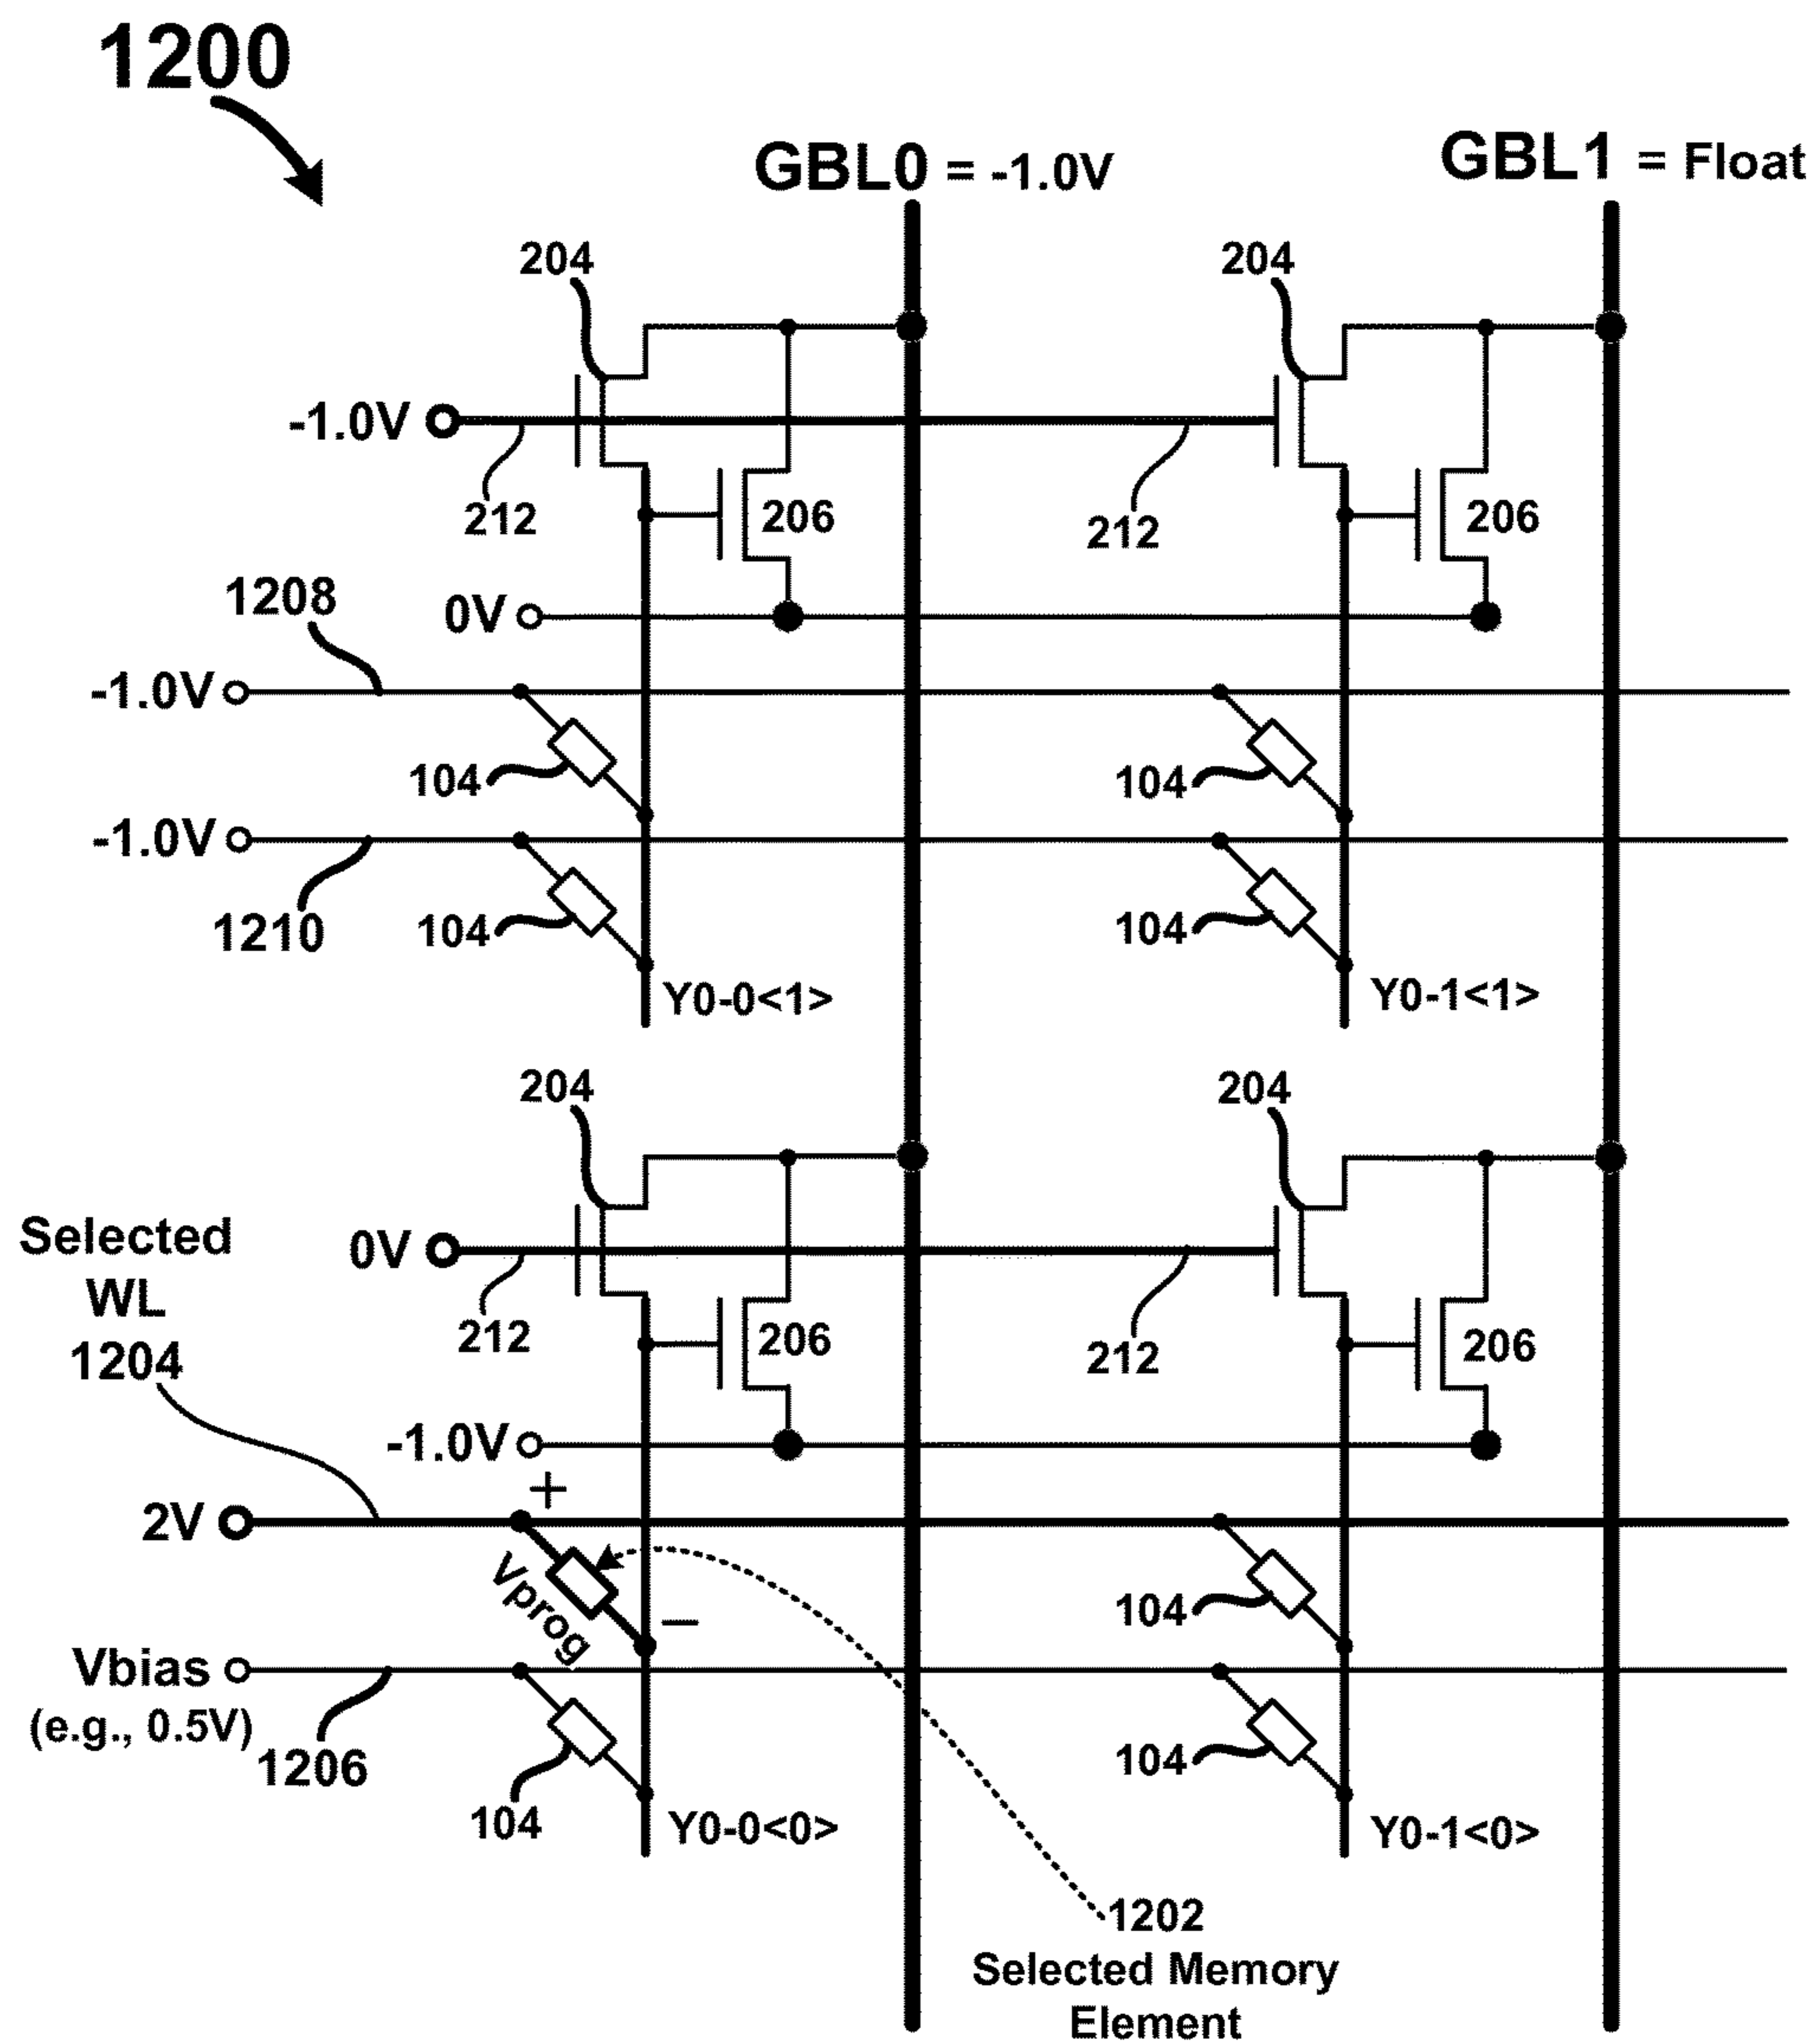 1200
GBL0 = -1.0V
GBL1 = Float
204
204
-1.0V
212
206
212
206
1208
0V
-1.0V
104
104
-1.0V
1210
104
104
Y0-0<1>
Y0-1<1>
204
204
Selected
WL
1204
0V
212
206
212
206
-1.0V
+
2V
Vprog
−
104
Vbias
(e.g., 0.5V)
1206
104
104
Y0-0<0>
Y0-1<0>
1202
Selected Memory
Element